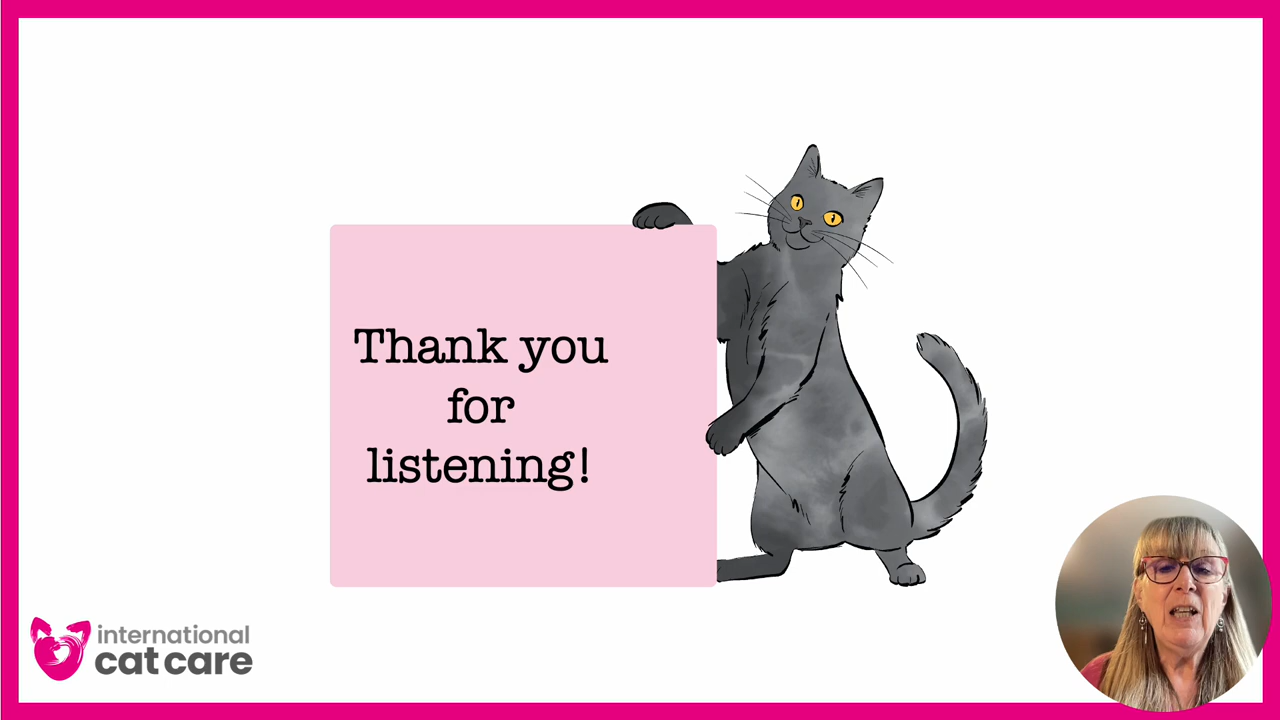 Thank you
for
listening!
international
cat care